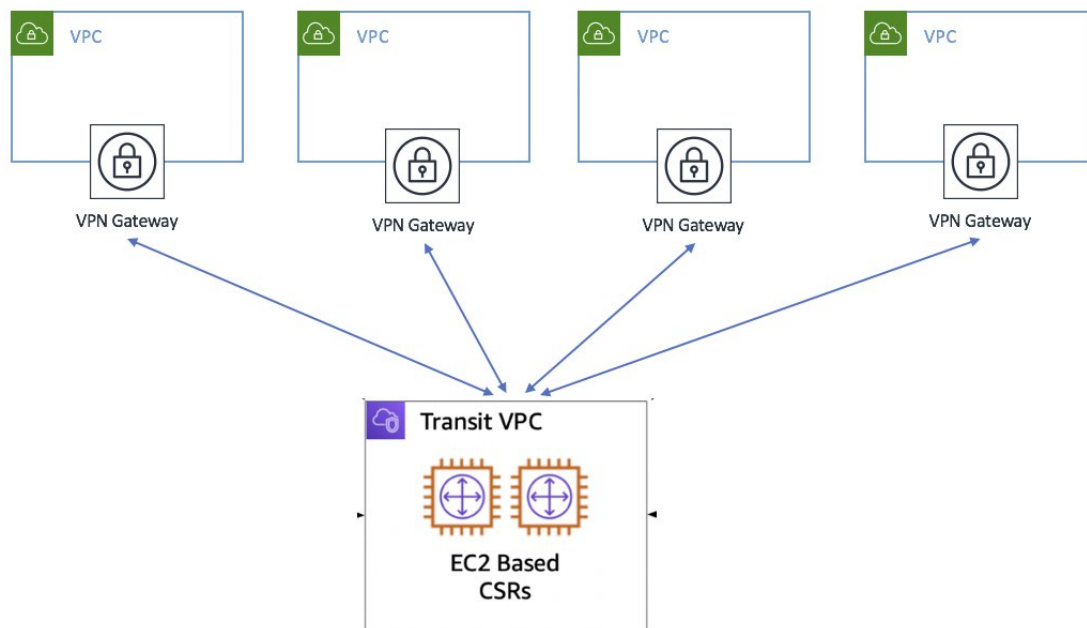 VPC
VPC
VPC
VPC
VPN Gateway
VPN Gateway
VPN Gateway
VPN Gateway
Transit VPC
EC2 Based
CSRs